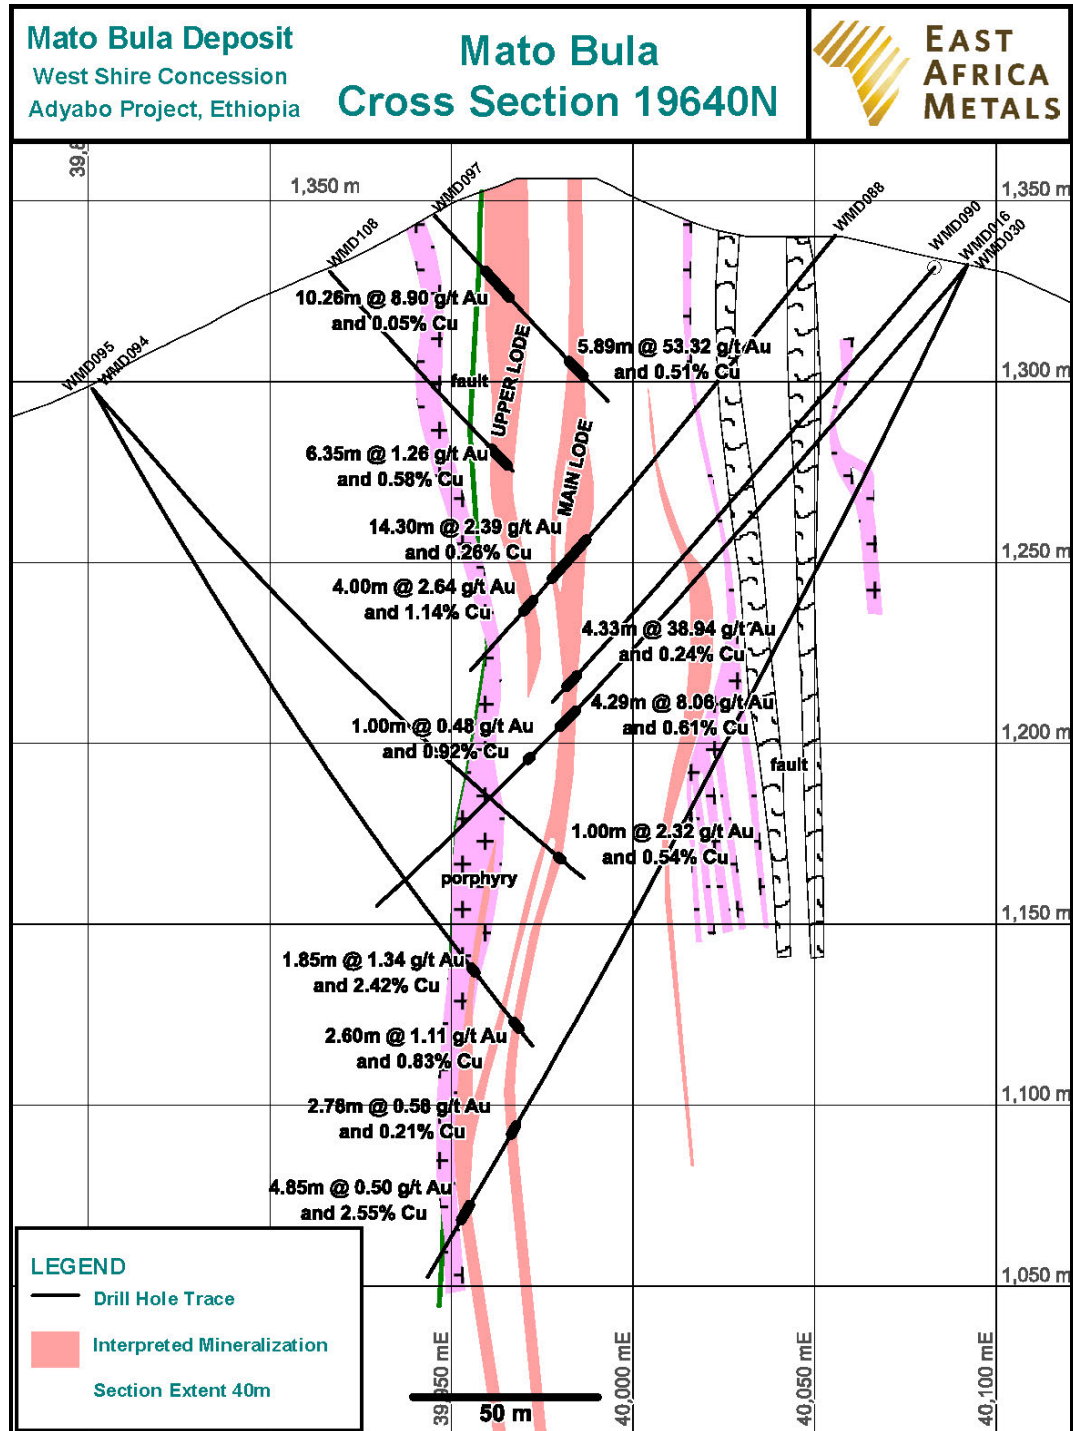 Mato Bula Deposit
West Shire Concession
Adyabo Project, Ethiopia
Mato Bula
Cross Section 19640N
EAST
AFRICA
METALS
1,350 m
1,350 m
WMD097
WMD108
WMD088
WMD090
WMD016
WMD030
WMD095
WMD094
10.26m @ 8.90 g/t Au
and 0.05% Cu
5.89m @ 53.32 g/t Au
and 0.51% Cu
1,300 m
fault
UPPER LODE
MAIN LODE
6.35m @ 1.26 g/t Au
and 0.58% Cu
14.30m @ 2.39 g/t Au
and 0.26% Cu
1,250 m
4.00m @ 2.64 g/t Au
and 1.14% Cu
4.33m @ 38.94 g/t Au
and 0.24% Cu
4.29m @ 8.06 g/t Au
and 0.61% Cu
1.00m @ 0.48 g/t Au
and 0.92% Cu
1,200 m
fault
1.00m @ 2.32 g/t Au
and 0.54% Cu
porphyry
1,150 m
1.85m @ 1.34 g/t Au
and 2.42% Cu
2.60m @ 1.11 g/t Au
and 0.83% Cu
1,100 m
2.78m @ 0.58 g/t Au
and 0.21% Cu
4.85m @ 0.50 g/t Au
and 2.55% Cu
1,050 m
LEGEND
Drill Hole Trace
Interpreted Mineralization
Section Extent 40m
39,950 mE
40,000 mE
40,050 mE
40,100 mE
50 m